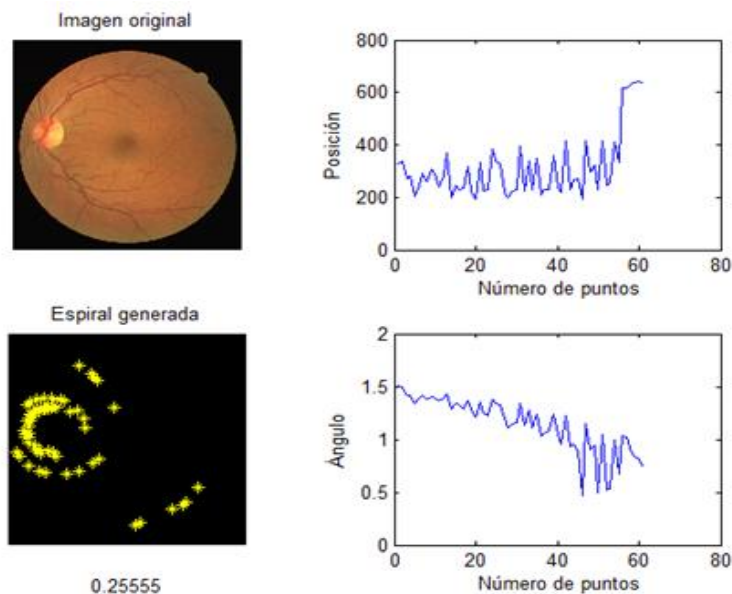 Imagen original
800
600
400
200
0
Posición
0 20 40 60 80
Número de puntos
Espiral generada
0.25555
2
1.5
1
0.5
0
Ángulo
0 20 40 60 80
Número de puntos